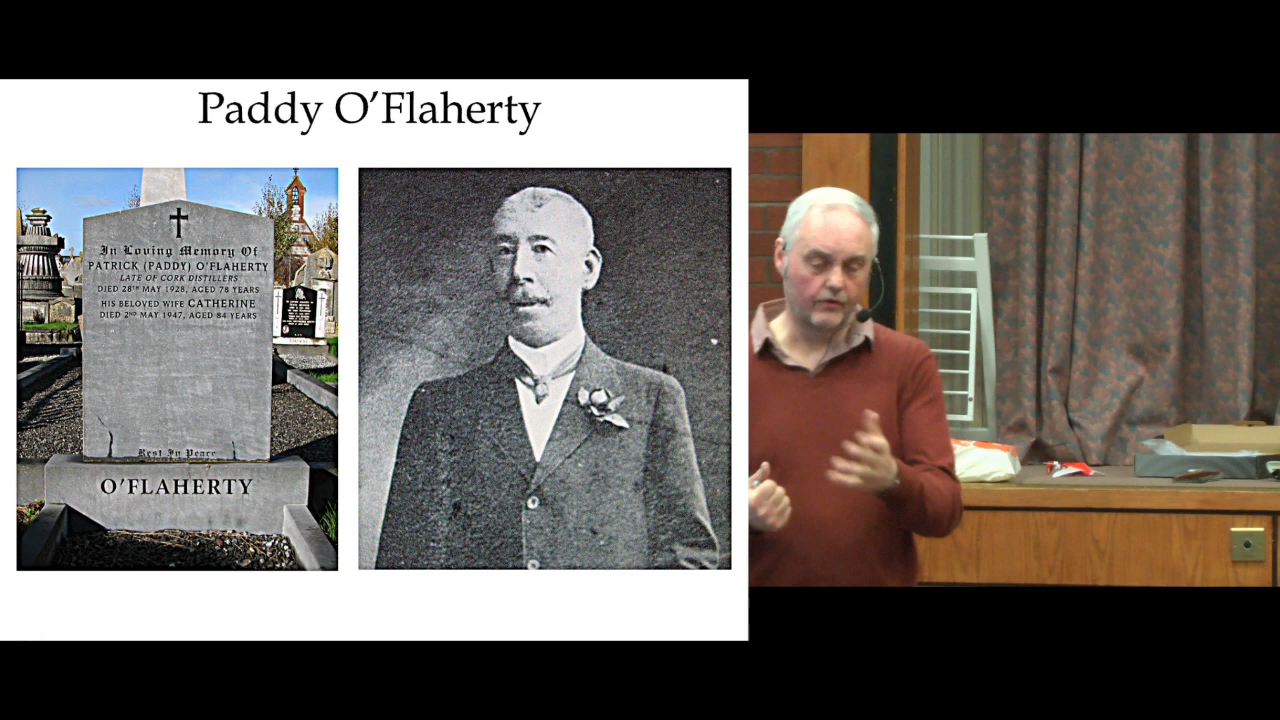 Paddy O’Flaherty
In Loving Memory Of
PATRICK (PADDY) O'FLAHERTY
LATE OF CORK DISTILLERS
DIED 28TH MAY 1928, AGED 78 YEARS
HIS BELOVED WIFE CATHERINE
DIED 2ND MAY 1947, AGED 84 YEARS
Rest In Peace
O'FLAHERTY